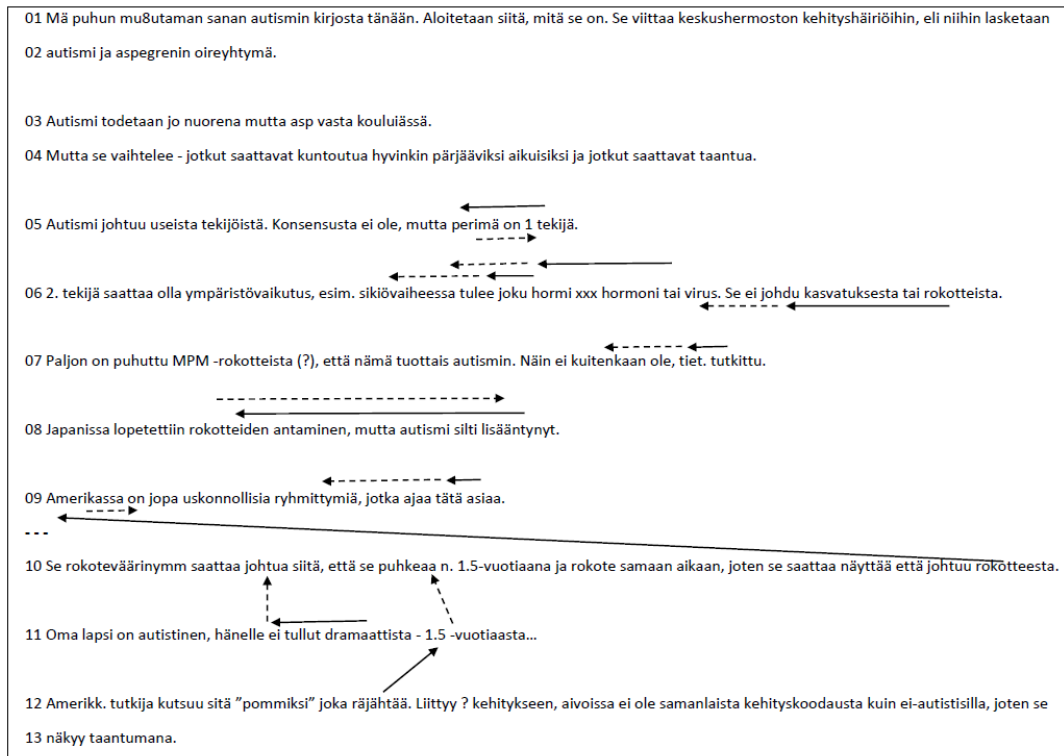 01 Mä puhun mu8utaman sanan autismin kirjosta tänään. Aloitetaan siitä, mitä se on. Se viittaa keskushermoston kehityshäiriöihin, eli niihin lasketaan
02 autismi ja aspegrenin oireyhtymä.
03 Autismi todetaan jo nuorena mutta asp vasta kouluiässä.
04 Mutta se vaihtelee - jotkut saattavat kuntoutua hyvinkin pärjääviksi aikuisiksi ja jotkut saattavat taantua.
05 Autismi johtuu useista tekijöistä. Konsensusta ei ole, mutta perimä on 1 tekijä.
06 2. tekijä saattaa olla ympäristövaikutus, esim. sikiövaiheessa tulee joku hormi xxx hormoni tai virus. Se ei johdu kasvatuksesta tai rokotteista.
07 Paljon on puhuttu MPM -rokotteista (?), että nämä tuottais autismin. Näin ei kuitenkaan ole, tiet. tutkittu.
08 Japanissa lopetettiin rokotteiden antaminen, mutta autismi silti lisääntynyt.
09 Amerikassa on jopa uskonnollisia ryhmittymiä, jotka ajaa tätä asiaa.
---
10 Se rokoteväärinymm saattaa johtua siitä, että se puhkeaa n. 1.5-vuotiaana ja rokote samaan aikaan, joten se saattaa näyttää että johtuu rokotteesta.
11 Oma lapsi on autistinen, hänelle ei tullut dramaattista - 1.5 -vuotiaasta...
12 Amerikk. tutkija kutsuu sitä ”pommiksi” joka räjähtää. Liittyy ? kehitykseen, aivoissa ei ole samanlaista kehityskoodausta kuin ei-autistisilla, joten se
13 näkyy taantumana.